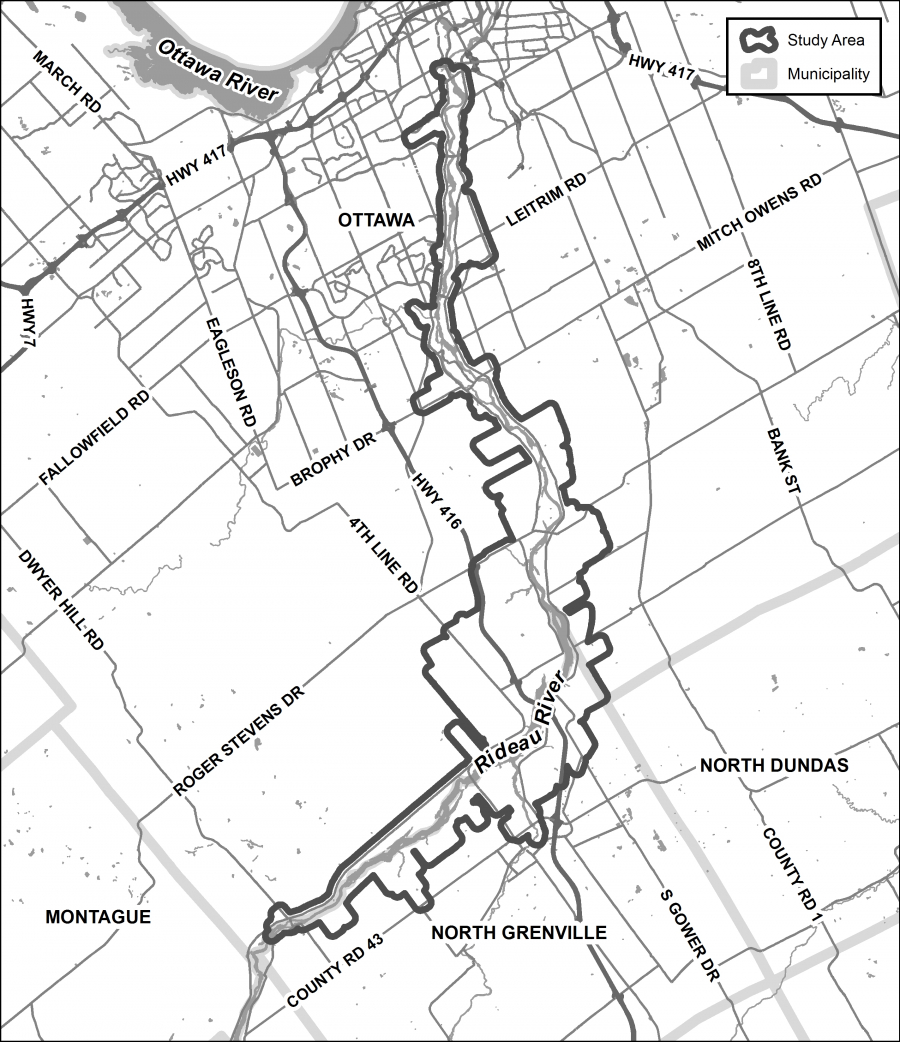 Ottawa River
Study Area
Municipality
MARCH RD
HWY 417
HWY 417
OTTAWA
LEITRIM RD
MITCH OWENS RD
8TH LINE RD
HWY 7
EAGLESON RD
FALLOWFIELD RD
BROPHY DR
HWY 416
BANK ST
4TH LINE RD
DWYER HILL RD
ROGER STEVENS DR
Rideau River
NORTH DUNDAS
COUNTY RD 1
MONTAGUE
NORTH GRENVILLE
S GOWER DR
COUNTY RD 43